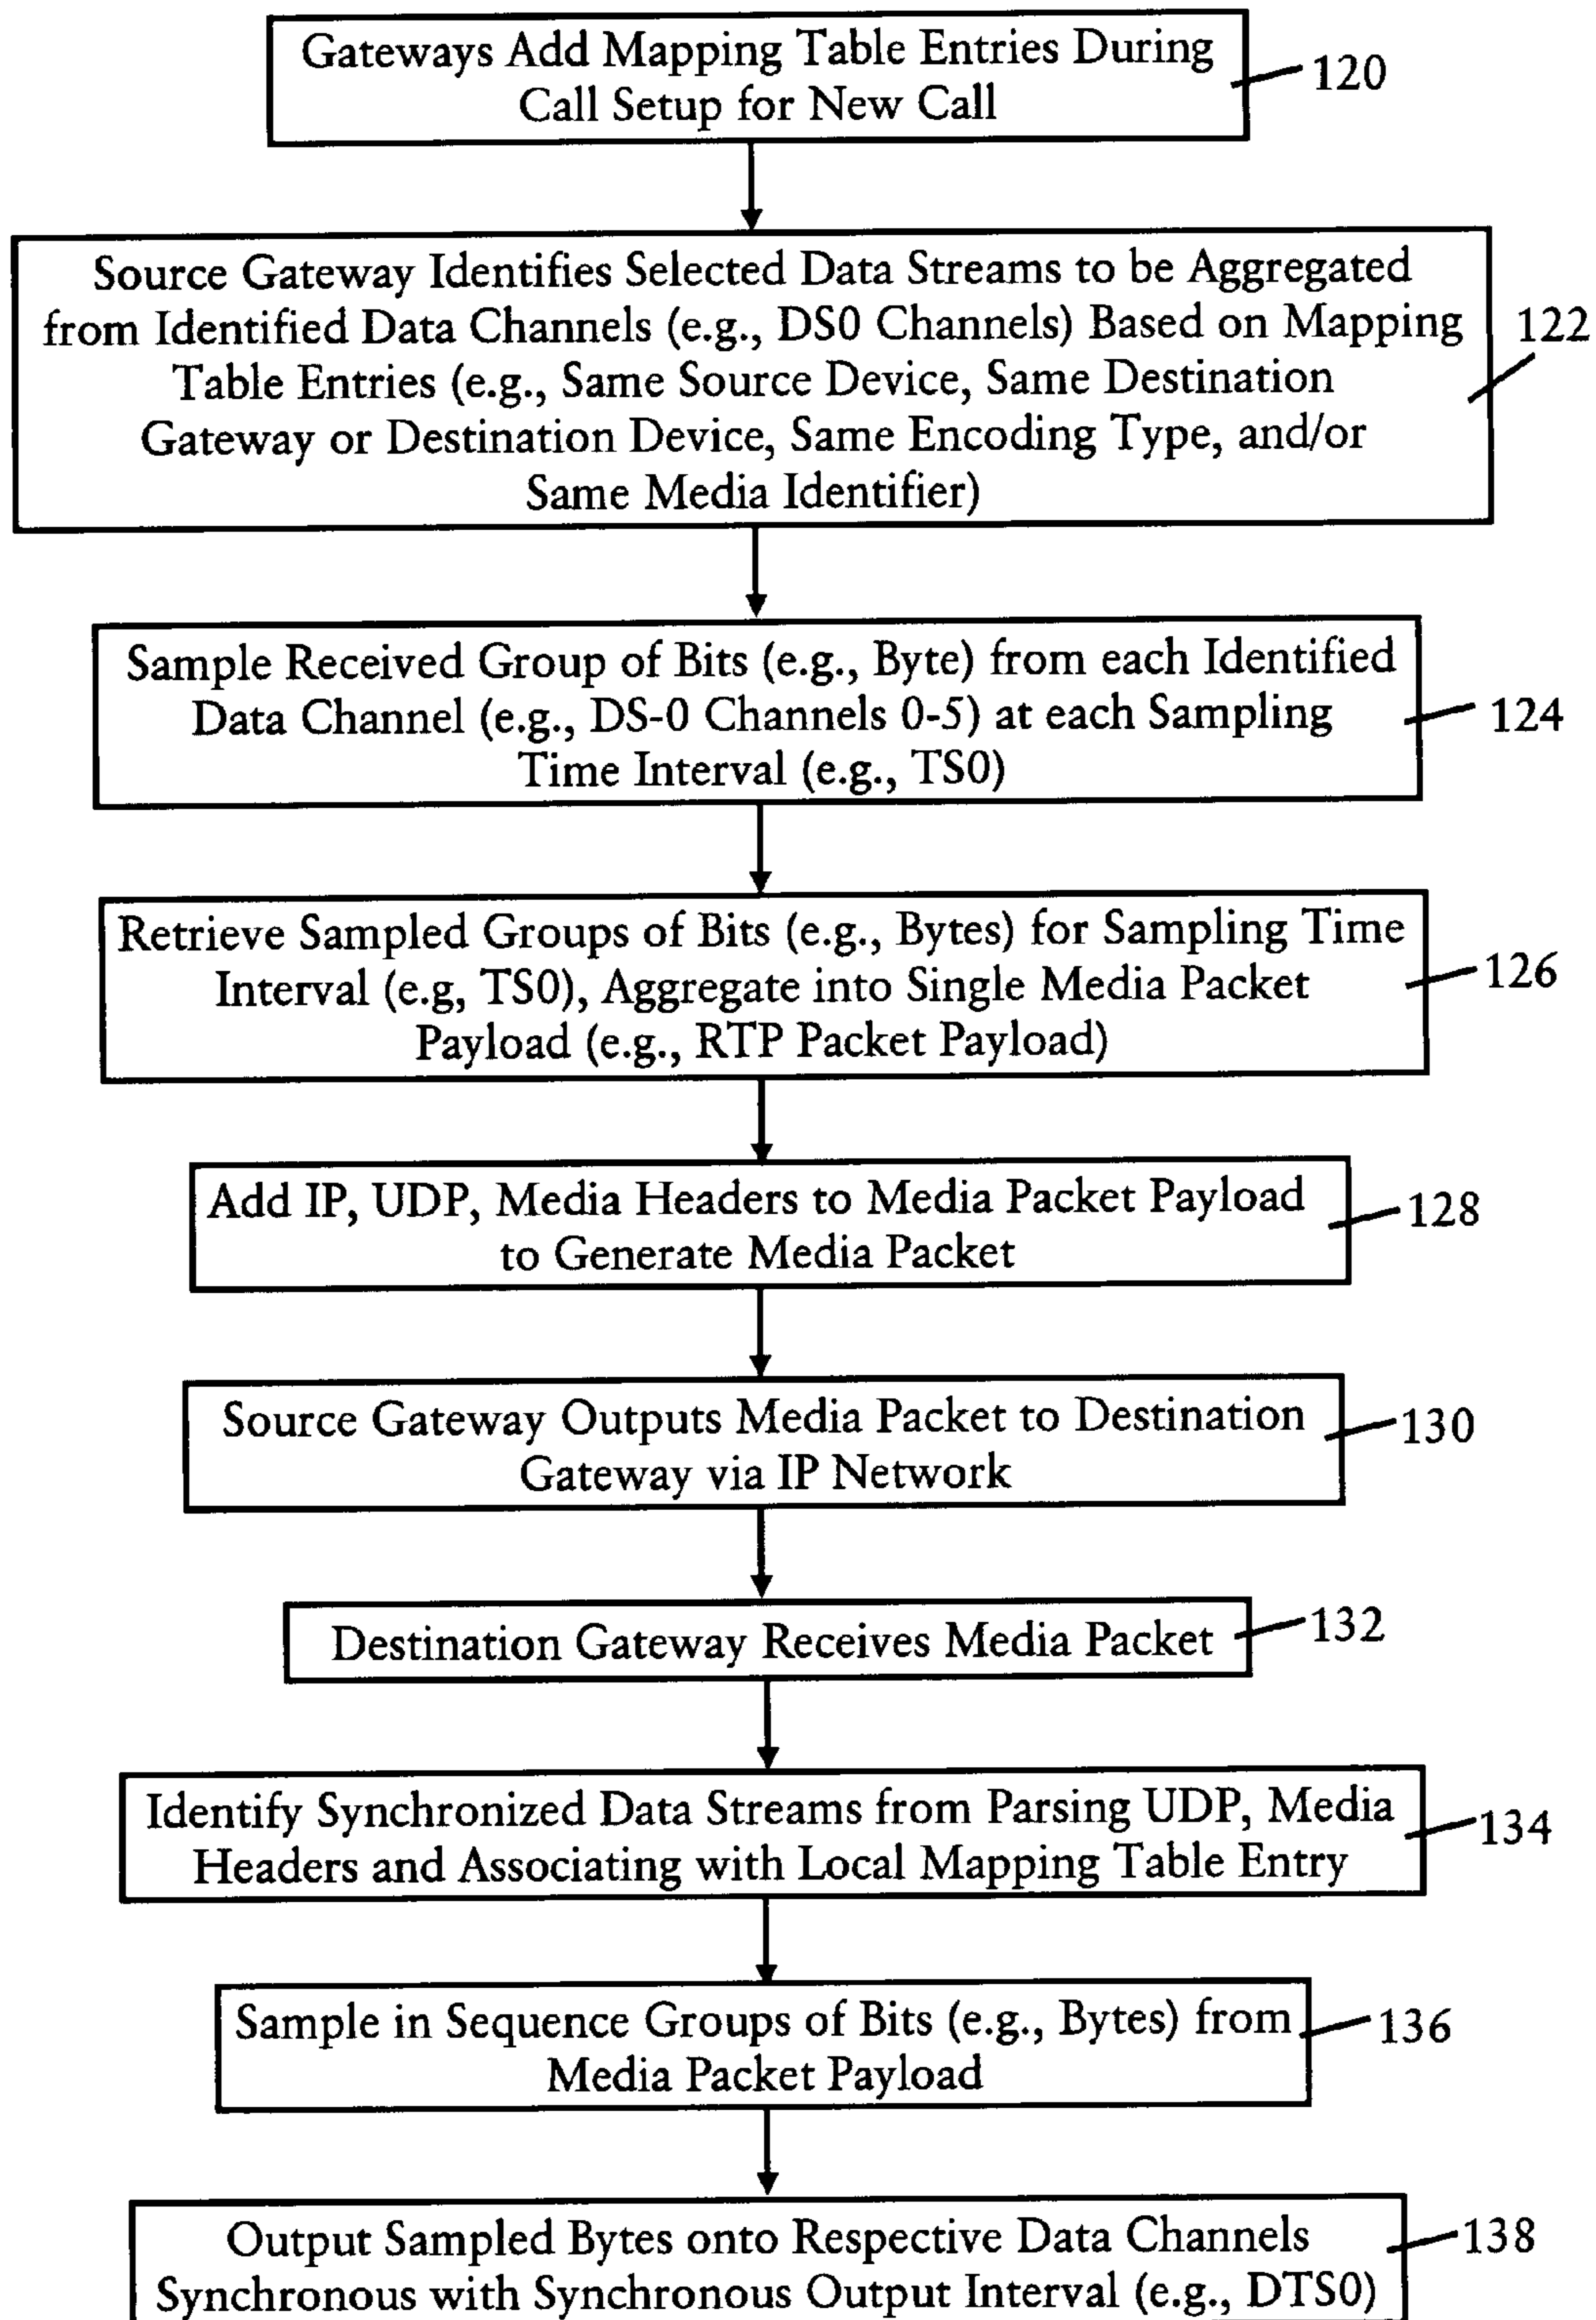 Gateways Add Mapping Table Entries During
Call Setup for New Call
120
Source Gateway Identifies Selected Data Streams to be Aggregated
from Identified Data Channels (e.g., DS0 Channels) Based on Mapping
Table Entries (e.g., Same Source Device, Same Destination
Gateway or Destination Device, Same Encoding Type, and/or
Same Media Identifier)
122
Sample Received Group of Bits (e.g., Byte) from each Identified
Data Channel (e.g., DS-0 Channels 0-5) at each Sampling
Time Interval (e.g., TS0)
124
Retrieve Sampled Groups of Bits (e.g., Bytes) for Sampling Time
Interval (e.g, TS0), Aggregate into Single Media Packet
Payload (e.g., RTP Packet Payload)
126
Add IP, UDP, Media Headers to Media Packet Payload
to Generate Media Packet
128
Source Gateway Outputs Media Packet to Destination
Gateway via IP Network
130
Destination Gateway Receives Media Packet
132
Identify Synchronized Data Streams from Parsing UDP, Media
Headers and Associating with Local Mapping Table Entry
134
Sample in Sequence Groups of Bits (e.g., Bytes) from
Media Packet Payload
136
Output Sampled Bytes onto Respective Data Channels
Synchronous with Synchronous Output Interval (e.g., DTS0)
138